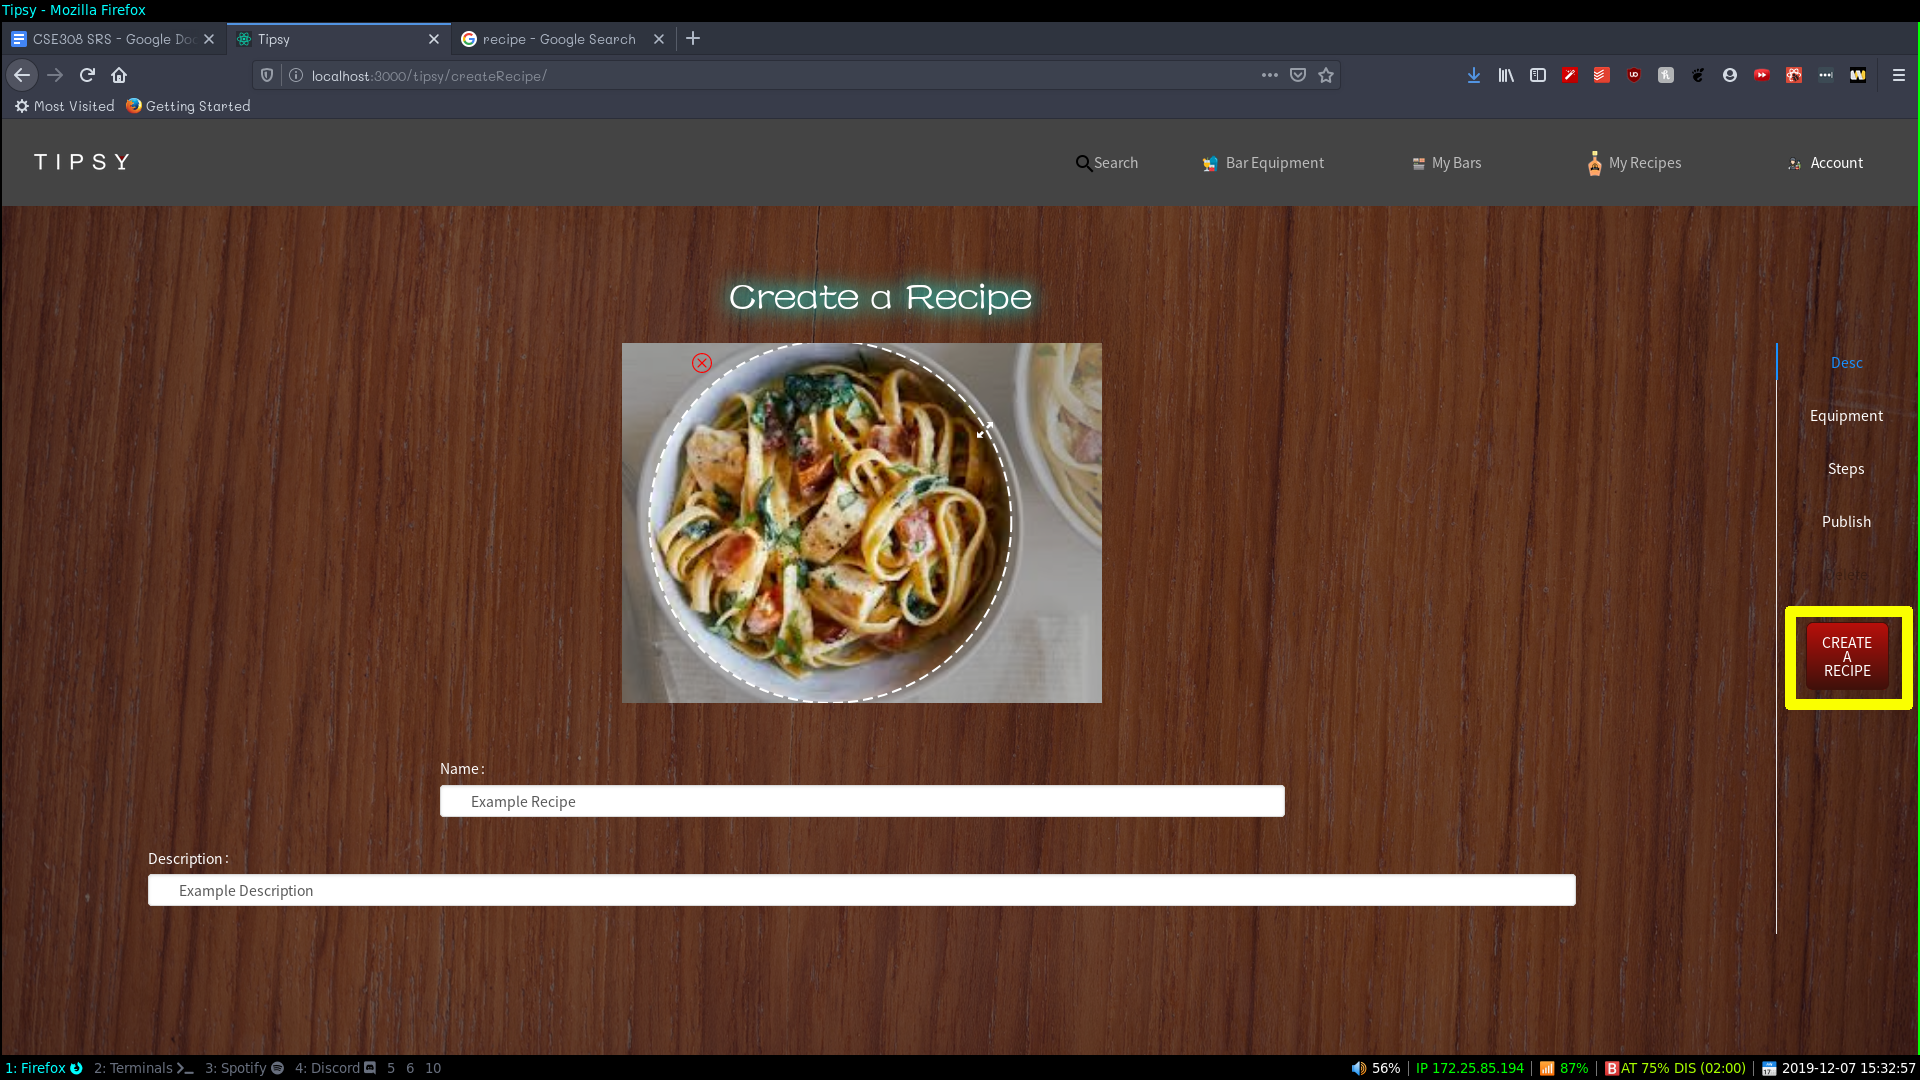 Tipsy - Mozilla Firefox
CSE308 SRS - Google Doc
Tipsy
recipe - Google Search
localhost:3000/tipsy/createRecipe/
Most Visited
Getting Started
TIPSY
Search
Bar Equipment
My Bars
My Recipes
Account
Create a Recipe
Desc
Equipment
Steps
Publish
Delete
CREATE
A
RECIPE
Name :
Example Recipe
Description :
Example Description
1: Firefox 2: Terminals 3: Spotify 4: Discord 5 6 10
56% | IP 172.25.85.194 | 87% | BAT 75% DIS (02:00) | 2019-12-07 15:32:57